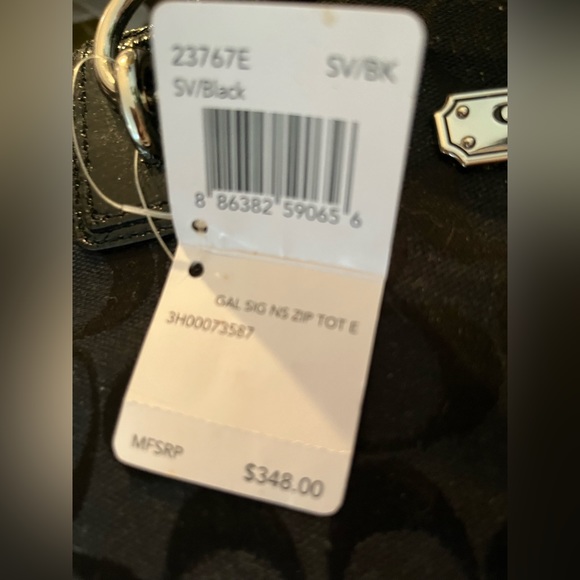 23767E SV/BK
SV/Black
8 86382 59065 6
GAL SIG NS ZIP TOT E
3H00073587
MFSRP $348.00